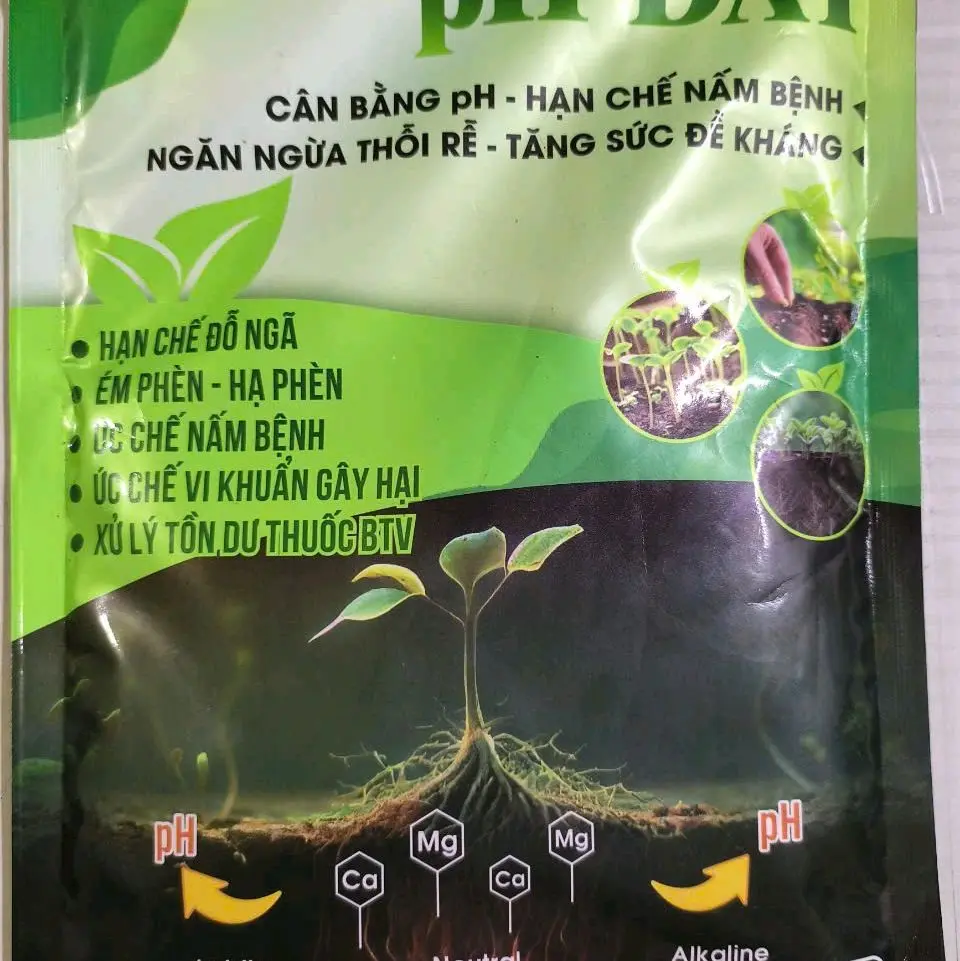 pH ĐẤT
CÂN BẰNG pH - HẠN CHẾ NẤM BỆNH
NGĂN NGỪA THỐI RỄ - TĂNG SỨC ĐỀ KHÁNG
• HẠN CHẾ ĐỖ NGÃ
• ÉM PHÈN - HẠ PHÈN
• ỨC CHẾ NẤM BỆNH
• ỨC CHẾ VI KHUẨN GÂY HẠI
• XỬ LÝ TỒN DƯ THUỐC BTV
pH
Mg
Mg
pH
Ca
Ca
Neutral
Alkaline